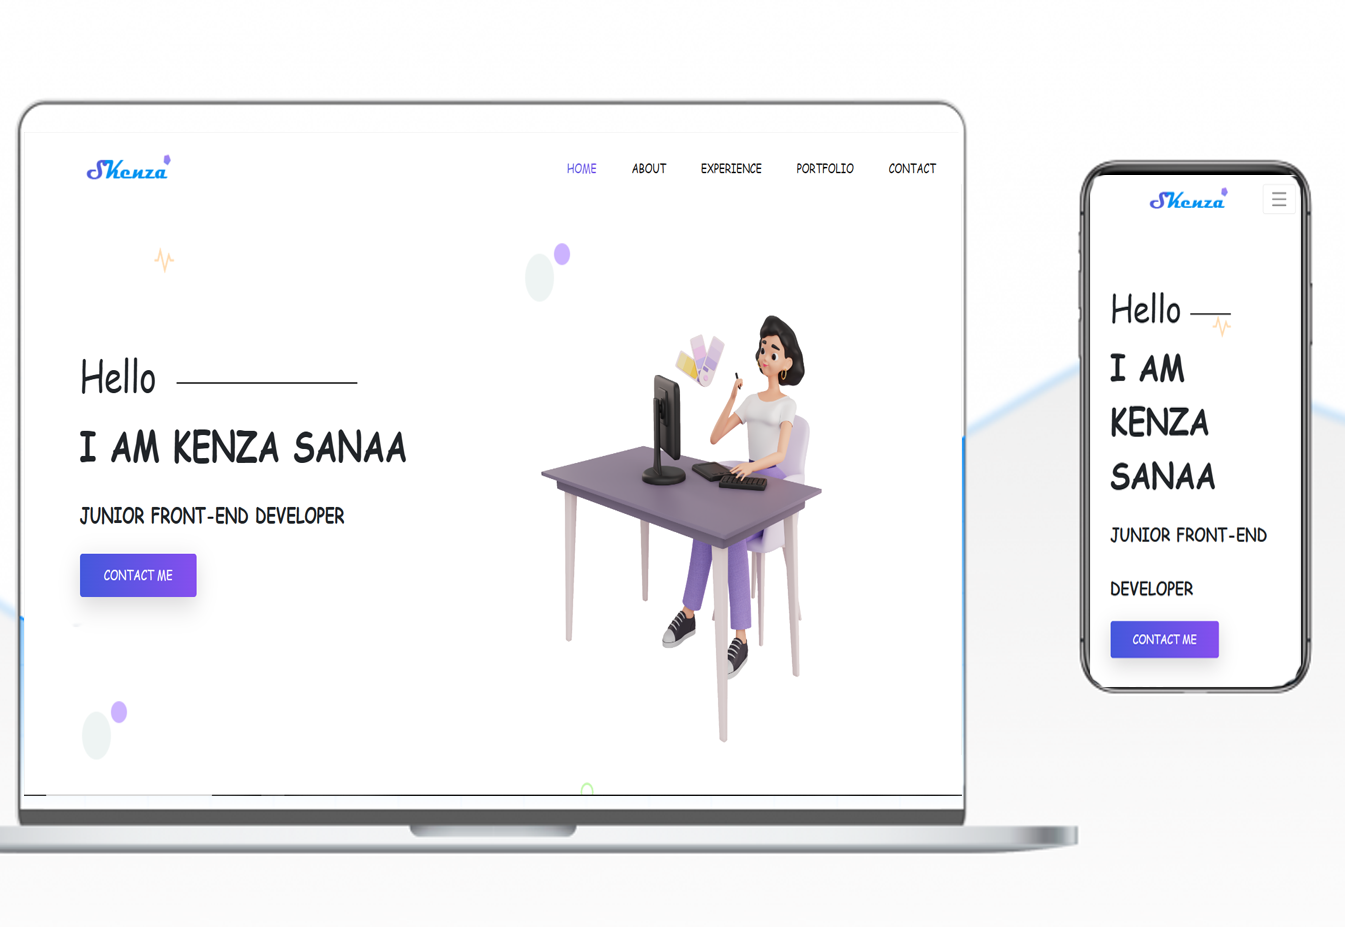 SKenza
HOME ABOUT EXPERIENCE PORTFOLIO CONTACT
Hello
I AM KENZA SANAA
JUNIOR FRONT-END DEVELOPER
CONTACT ME
SKenza
Hello
I AM
KENZA
SANAA
JUNIOR FRONT-END
DEVELOPER
CONTACT ME